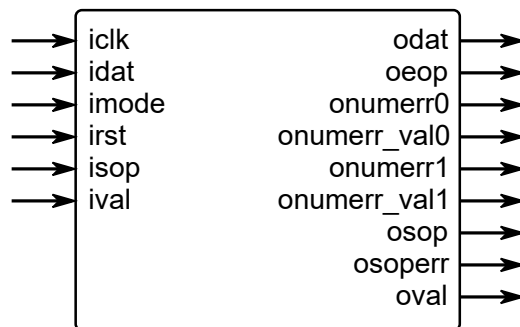 iclk odat
idat oeop
imode onumerr0
irst onumerr_val0
isop onumerr1
ival onumerr_val1
osop
osoperr
oval